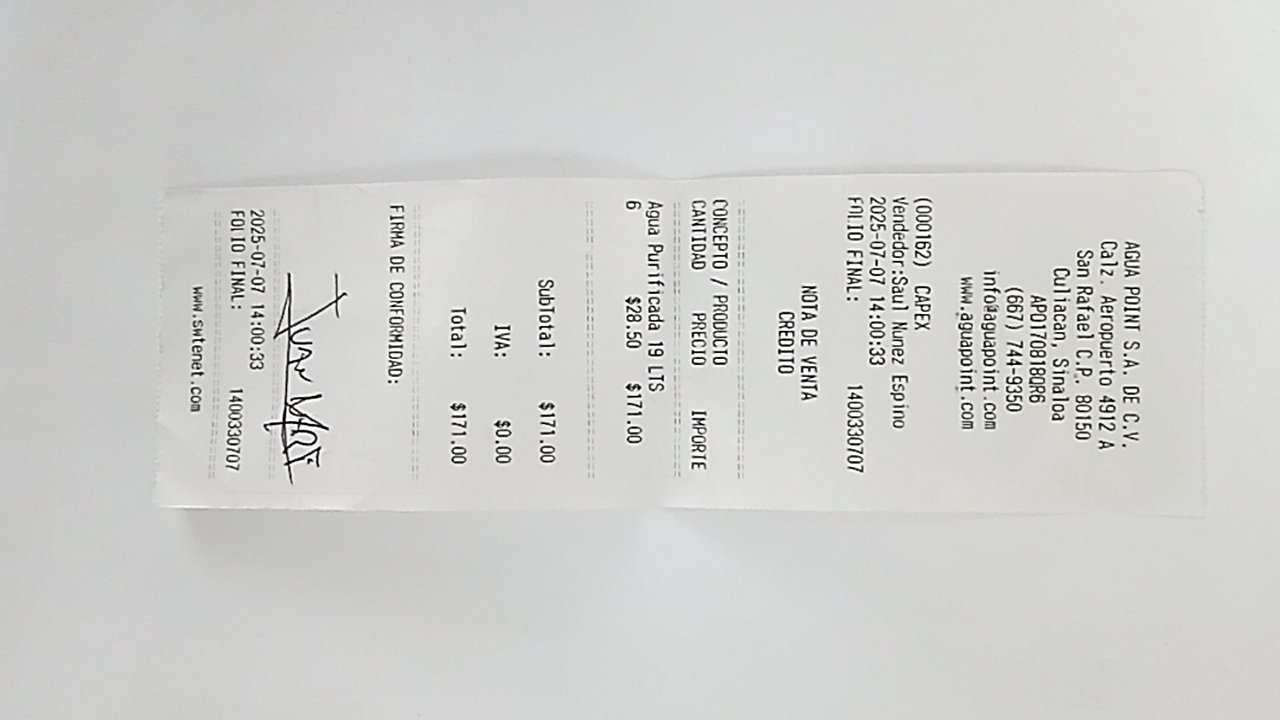 AGUA POINT S.A. DE C.V.
Calz. Aeropuerto 4912 A
San Rafael C.P. 80150
Culiacan, Sinaloa
APO170818QR6
(667) 744-9350
info@aguapoint.com
www.aguapoint.com
(000162) CAPEX
Vendedor:Saul Nunez Espino
2025-07-07 14:00:33
FOLIO FINAL: 1400330707
NOTA DE VENTA
CREDITO
CONCEPTO / PRODUCTO
CANTIDAD PRECIO IMPORTE
Agua Purificada 19 LTS
6 $28.50 $171.00
SubTotal: $171.00
IVA: $0.00
Total: $171.00
FIRMA DE CONFORMIDAD:
Juan
2025-07-07 14:00:33
FOLIO FINAL: 1400330707
www.swtenet.com